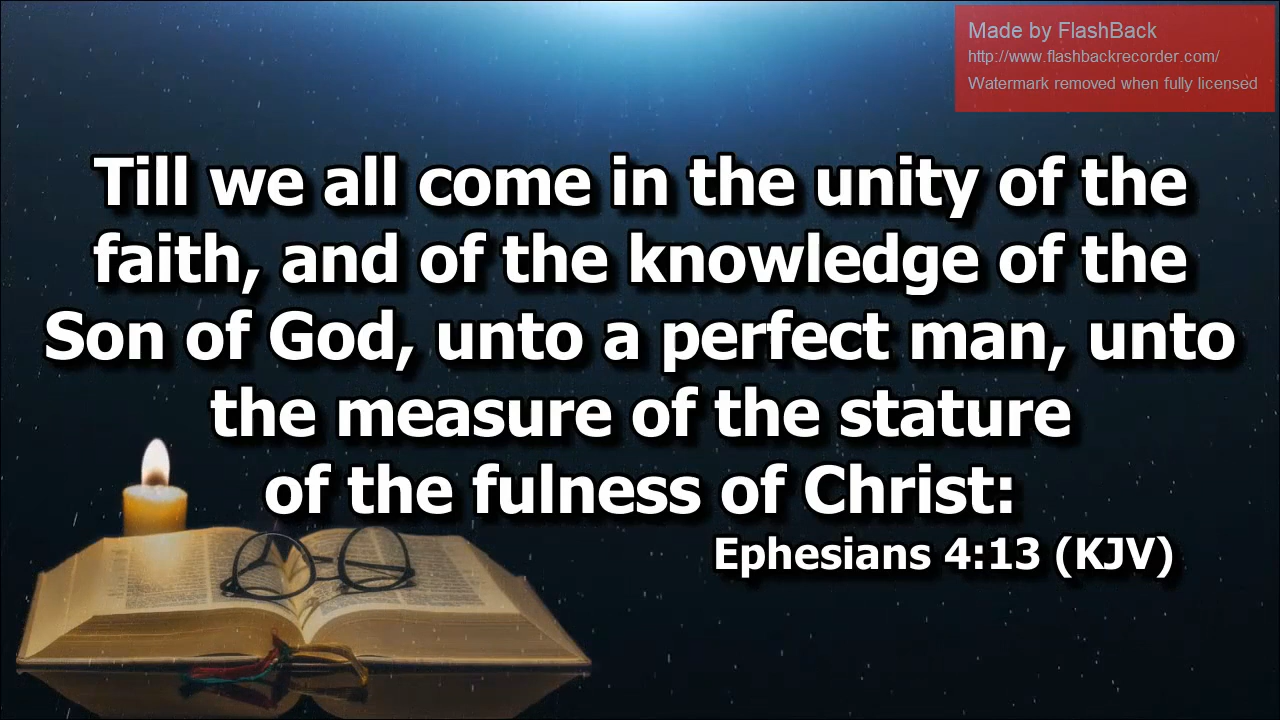 Made by FlashBack
http://www.flashbackrecorder.com/
Watermark removed when fully licensed
Till we all come in the unity of the
faith, and of the knowledge of the
Son of God, unto a perfect man, unto
the measure of the stature
of the fulness of Christ:
Ephesians 4:13 (KJV)